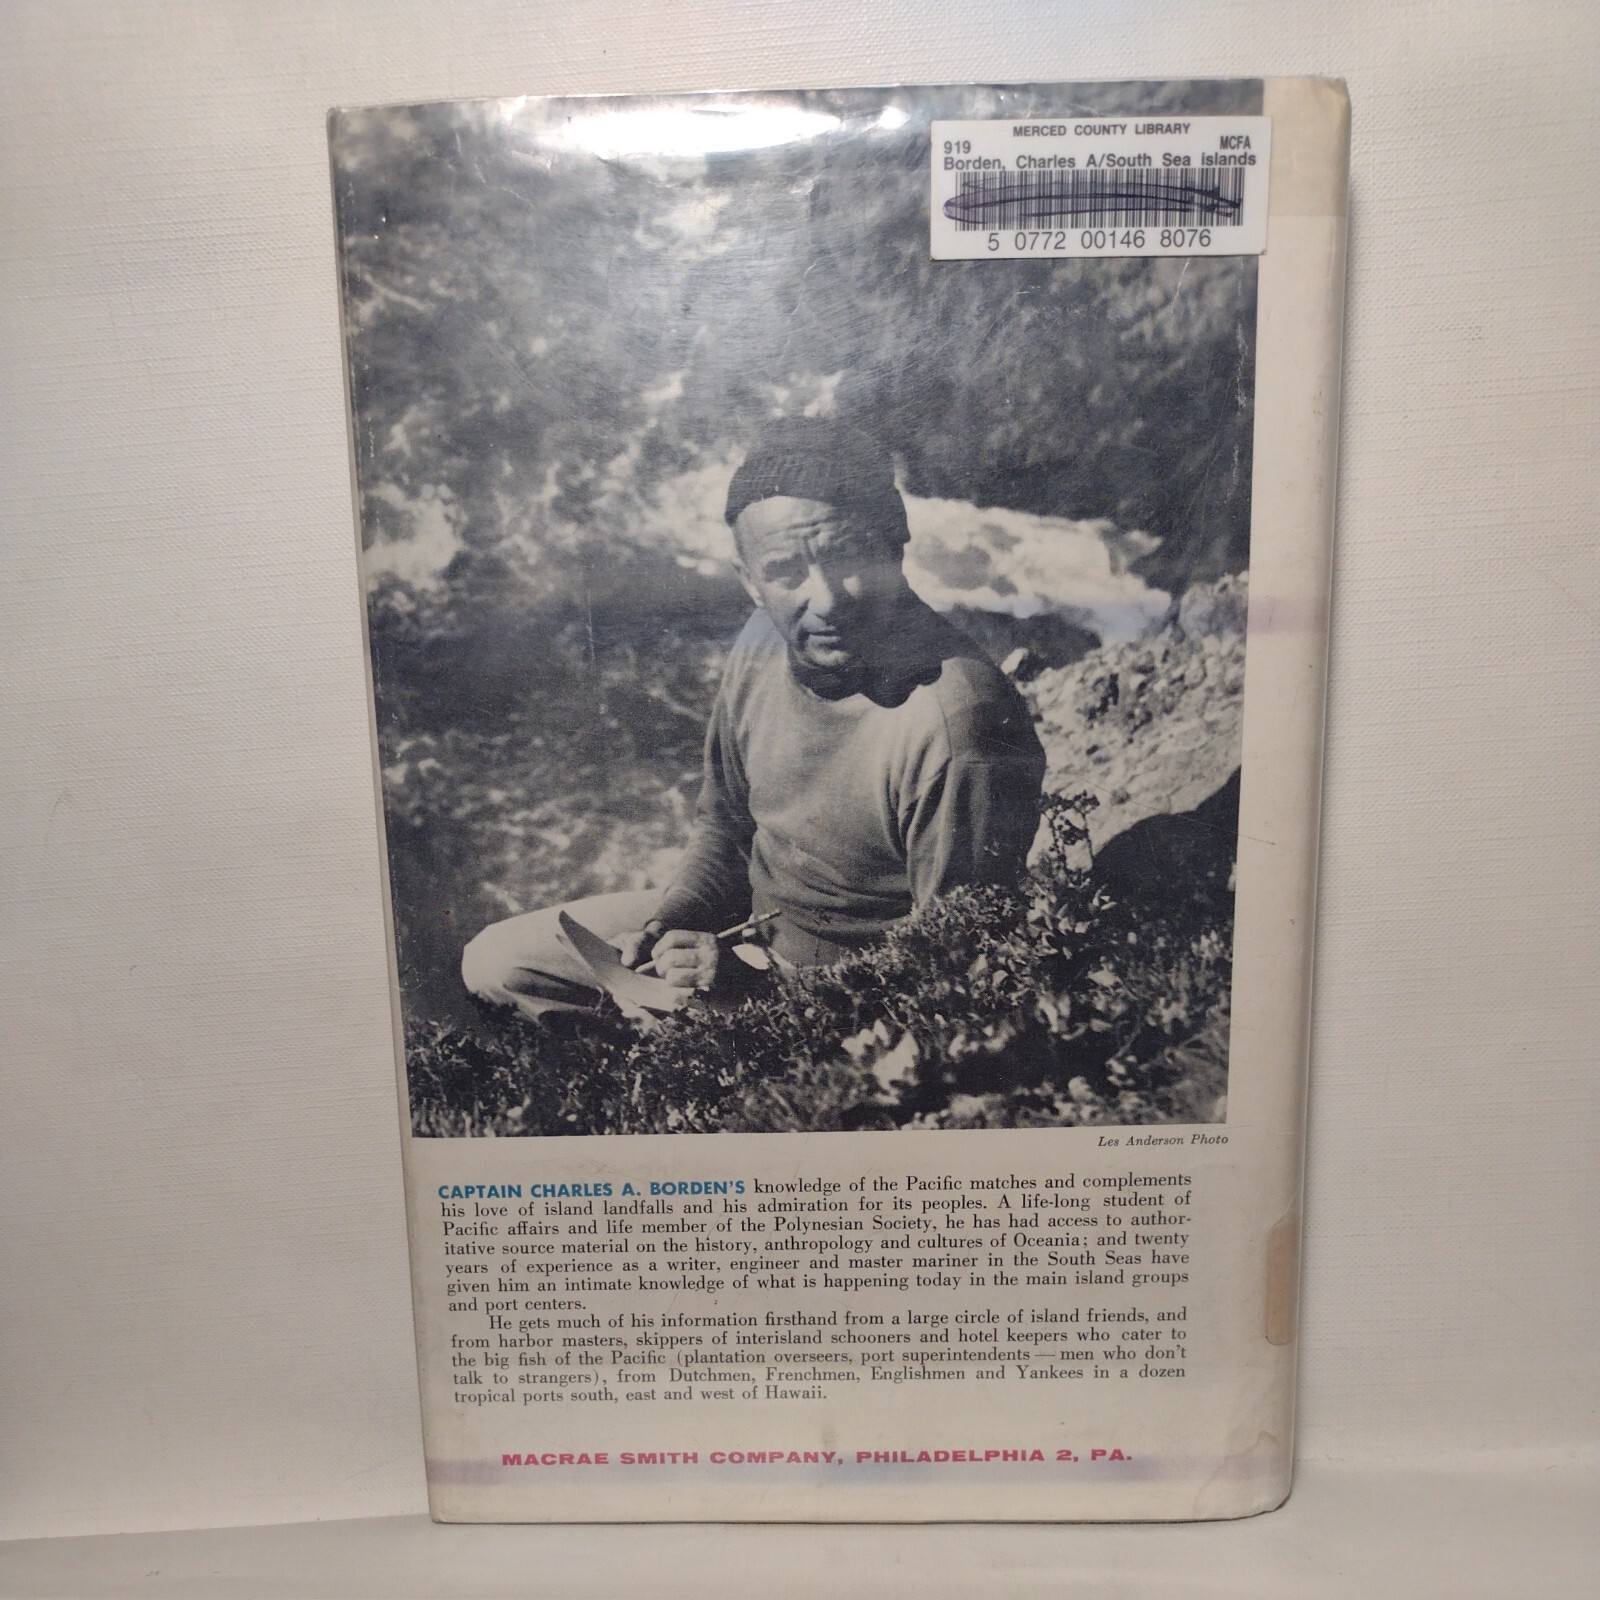 MERCED COUNTY LIBRARY
919 MCFA
Borden, Charles A/South Sea islands
5 0772 00146 8076
Les Anderson Photo
CAPTAIN CHARLES A. BORDEN'S knowledge of the Pacific matches and complements
his love of island landfalls and his admiration for its peoples. A life-long student of
Pacific affairs and life member of the Polynesian Society, he has had access to author-
itative source material on the history, anthropology and cultures of Oceania; and twenty
years of experience as a writer, engineer and master mariner in the South Seas have
given him an intimate knowledge of what is happening today in the main island groups
and port centers.
He gets much of his information firsthand from a large circle of island friends, and
from harbor masters, skippers of interisland schooners and hotel keepers who cater to
the big fish of the Pacific (plantation overseers, port superintendents — men who don't
talk to strangers), from Dutchmen, Frenchmen, Englishmen and Yankees in a dozen
tropical ports south, east and west of Hawaii.
MACRAE SMITH COMPANY, PHILADELPHIA 2, PA.